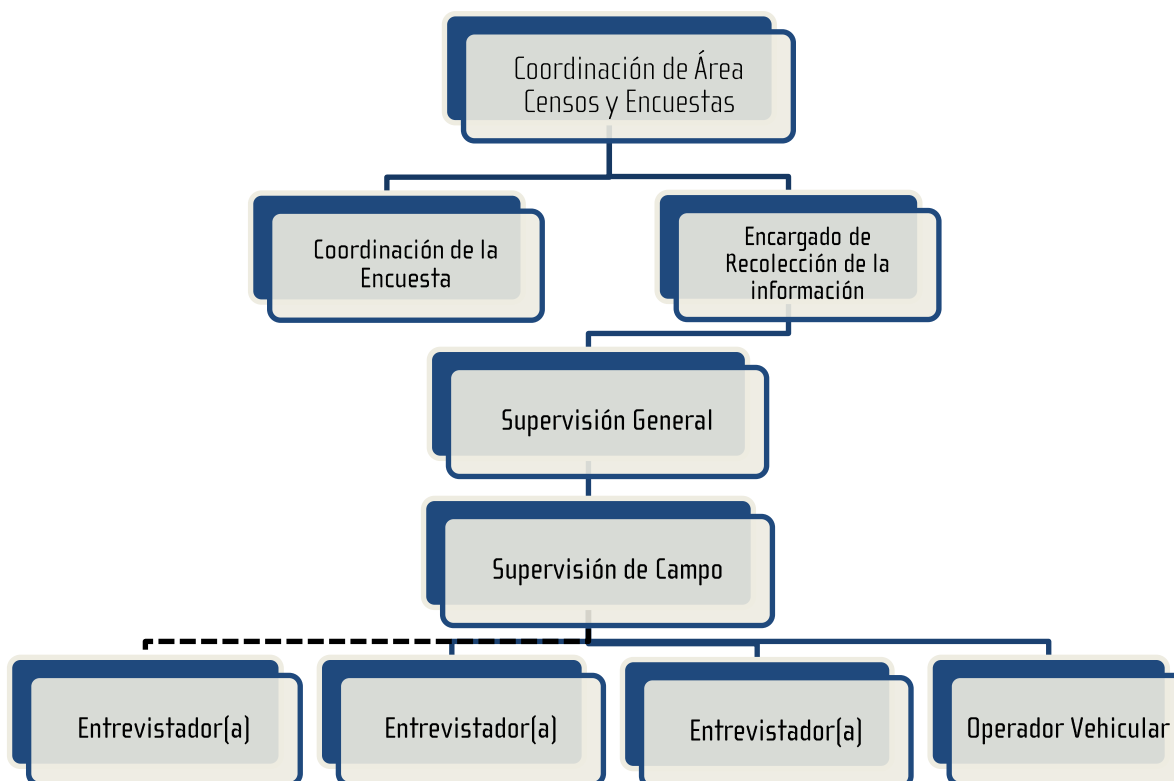 Coordinación de Área
Censos y Encuestas
Coordinación de la
Encuesta
Encargado de
Recolección de la
información
Supervisión General
Supervisión de Campo
Entrevistador(a)
Entrevistador(a)
Entrevistador(a)
Operador Vehicular